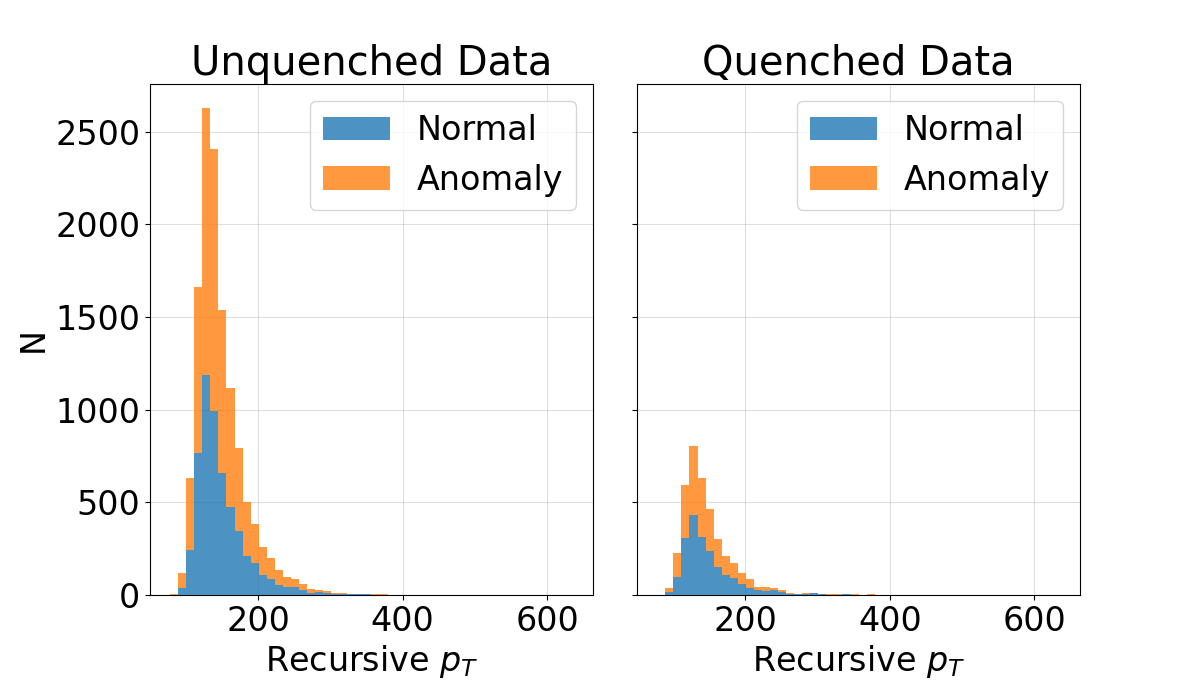 Unquenched Data
Quenched Data
Normal
Anomaly
Normal
Anomaly
2500
2000
1500
1000
500
0
N
200 400 600
200 400 600
Recursive $p_T$
Recursive $p_T$